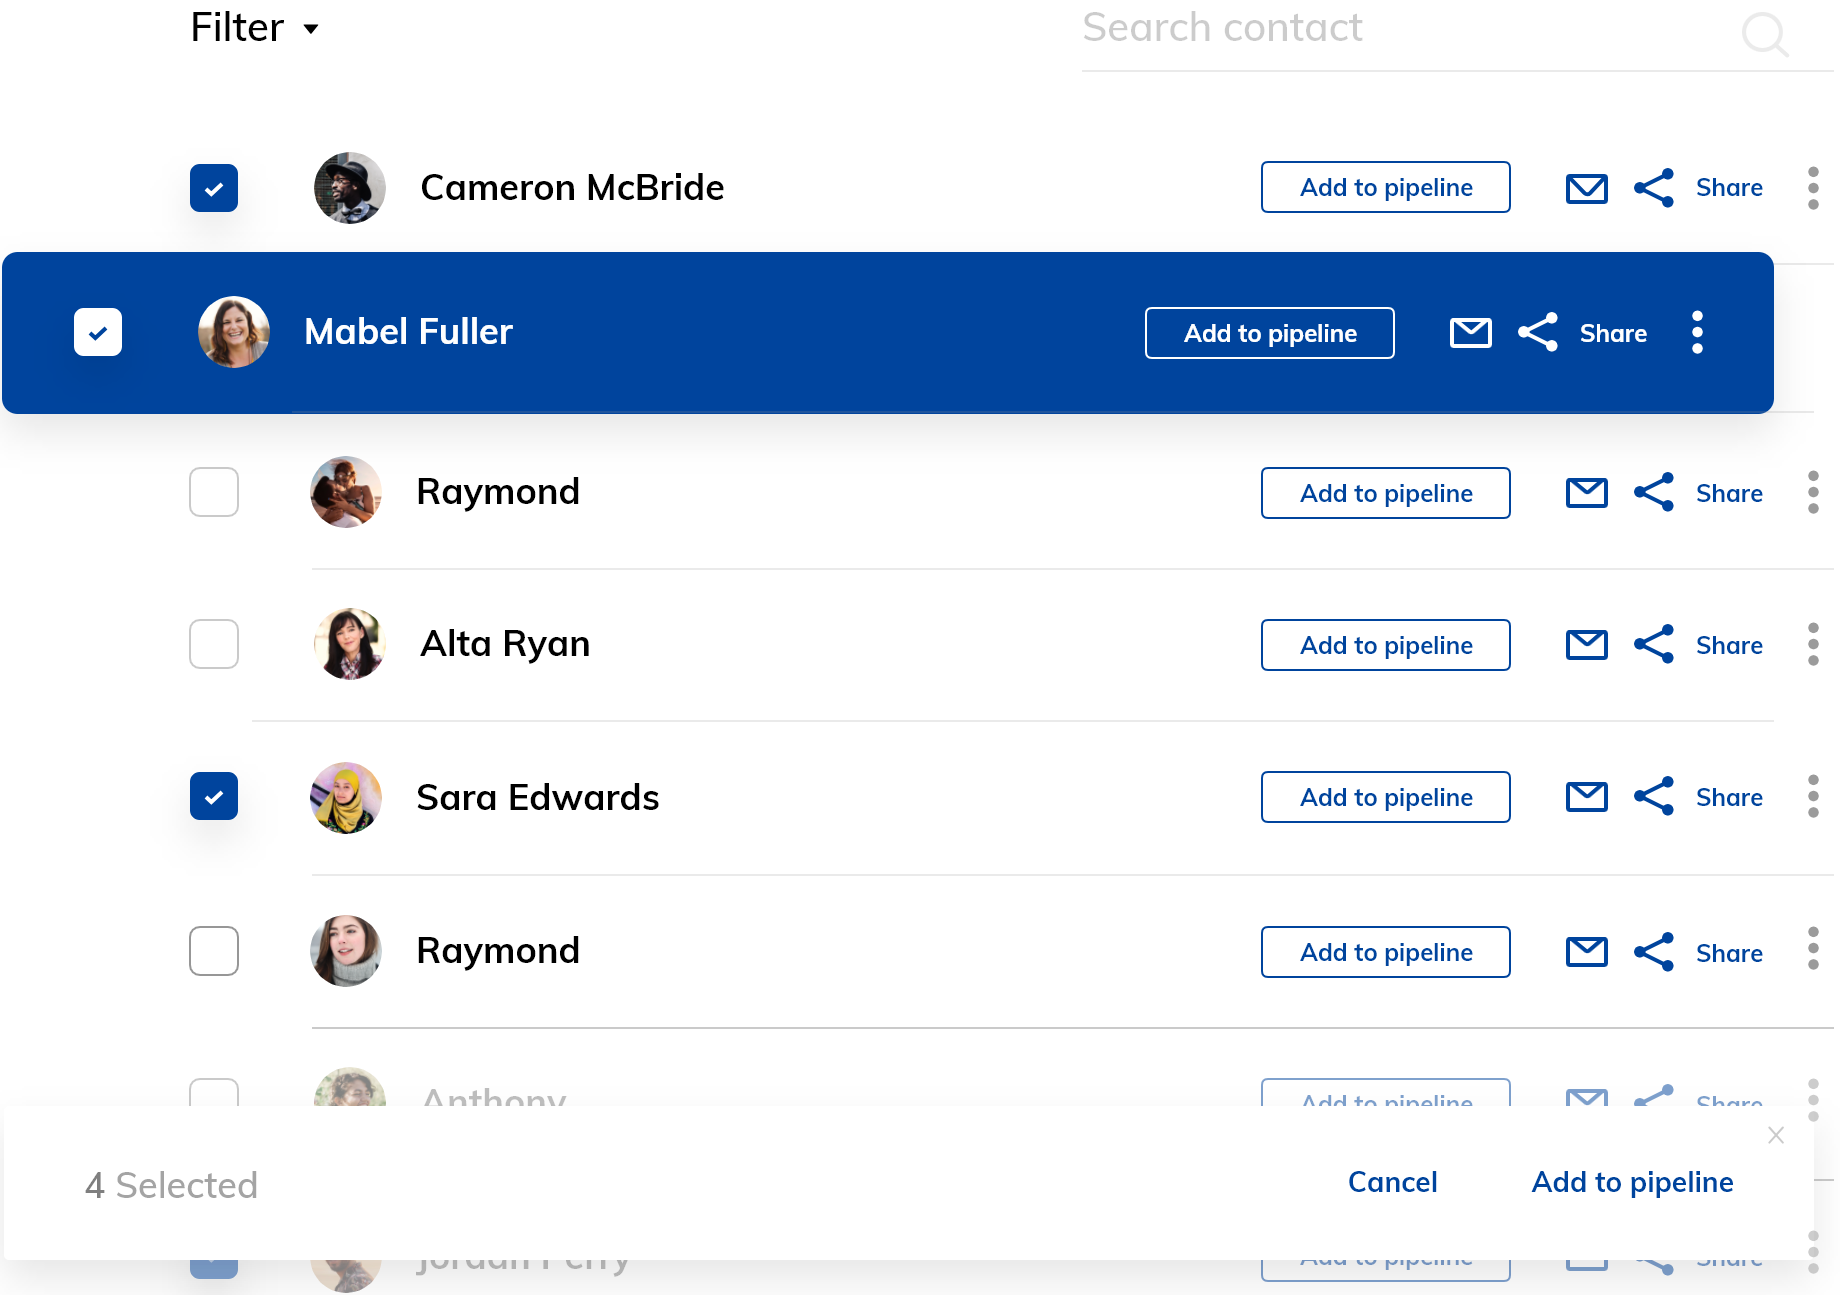 Filter
Search contact
Cameron McBride Add to pipeline Share
Mabel Fuller Add to pipeline Share
Raymond Add to pipeline Share
Alta Ryan Add to pipeline Share
Sara Edwards Add to pipeline Share
Raymond Add to pipeline Share
Anthony Add to pipeline Share
4 Selected Cancel Add to pipeline
Jordan Perry Add to pipeline Share